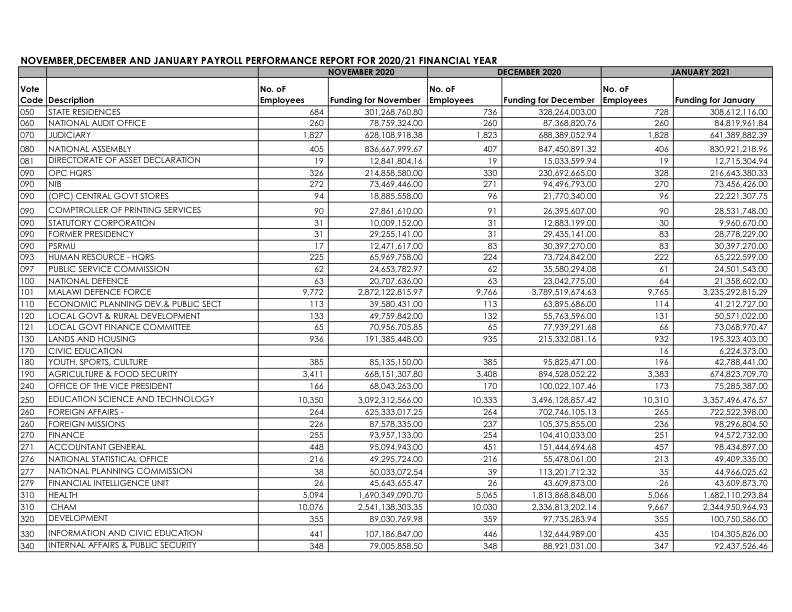 NOVEMBER,DECEMBER AND JANUARY PAYROLL PERFORMANCE REPORT FOR 2020/21 FINANCIAL YEAR
NOVEMBER 2020 DECEMBER 2020 JANUARY 2021
Vote Code Description No. of Employees Funding for November No. of Employees Funding for December No. of Employees Funding for January
050 STATE RESIDENCES 684 301,268,760.80 736 328,264,003.00 728 308,612,116.00
060 NATIONAL AUDIT OFFICE 260 78,759,324.00 260 87,368,820.76 260 84,819,961.84
070 JUDICIARY 1,827 628,108,918.38 1,823 688,389,052.94 1,828 641,389,882.39
080 NATIONAL ASSEMBLY 405 836,667,999.67 407 847,450,891.32 406 830,921,218.96
081 DIRECTORATE OF ASSET DECLARATION 19 12,841,804.16 19 15,033,599.94 19 12,715,304.94
090 OPC HQRS 326 214,858,580.00 330 230,692,665.00 328 216,643,380.33
090 NIB 272 73,469,446.00 271 94,496,793.00 270 73,456,426.00
090 (OPC) CENTRAL GOVT STORES 94 18,885,558.00 96 21,770,340.00 96 22,221,307.75
090 COMPTROLLER OF PRINTING SERVICES 90 27,861,610.00 91 26,395,607.00 91 28,531,748.00
090 STATUTORY CORPORATION 31 10,009,152.00 31 12,883,199.00 30 9,960,670.00
090 FORMER PRESIDENCY 31 29,255,141.00 31 29,435,141.00 83 28,778,229.00
090 PSRMU 17 12,471,617.00 83 30,397,270.00 83 30,397,270.00
093 HUMAN RESOURCE - HQRS 225 65,969,758.00 224 73,724,842.00 222 65,222,599.00
097 PUBLIC SERVICE COMMISSION 62 24,653,782.97 62 35,580,294.08 61 24,501,543.00
100 NATIONAL DEFENCE 63 20,707,636.00 63 23,042,775.00 64 21,358,602.00
101 MALAWI DEFENCE FORCE 9,772 2,872,122,815.97 9,766 3,789,519,674.63 9,765 3,235,292,815.29
110 ECONOMIC PLANNING DEV.& PUBLIC SECT 113 39,580,431.00 113 63,895,686.00 114 41,212,727.00
120 LOCAL GOVT & RURAL DEVELOPMENT 133 49,759,842.00 132 55,763,596.00 131 50,571,022.00
121 LOCAL GOVT FINANCE COMMITTEE 65 70,956,705.85 65 77,939,291.68 66 73,068,970.47
130 LANDS AND HOUSING 936 191,385,448.00 935 215,332,081.16 932 195,323,403.00
170 CIVIC EDUCATION 16 6,224,373.00
180 YOUTH, SPORTS, CULTURE 385 85,135,150.00 385 95,825,471.00 196 42,788,441.00
190 AGRICULTURE & FOOD SECURITY 3,411 668,151,307.80 3,408 894,528,052.22 3,383 674,823,709.70
240 OFFICE OF THE VICE PRESIDENT 166 68,043,263.00 170 100,022,107.46 173 75,285,387.00
250 EDUCATION SCIENCE AND TECHNOLOGY 10,350 3,092,312,566.00 10,333 3,496,128,857.42 10,310 3,357,496,476.57
260 FOREIGN AFFAIRS - 264 625,333,017.25 264 702,746,105.13 265 722,522,398.00
260 FOREIGN MISSIONS 226 87,578,335.00 237 105,375,855.00 236 98,296,804.50
270 FINANCE 255 93,957,133.00 254 104,410,033.00 251 94,572,732.00
271 ACCOUNTANT GENERAL 448 95,094,943.00 451 151,444,694.68 457 98,434,897.00
276 NATIONAL STATISTICAL OFFICE 216 49,295,724.00 216 55,478,061.42 213 49,409,335.00
277 NATIONAL PLANNING COMMISSION 38 50,033,072.54 39 113,201,712.32 35 44,966,025.62
279 FINANCIAL INTELLIGENCE UNIT 26 45,643,655.47 26 43,609,873.00 26 43,609,873.70
310 HEALTH 5,094 1,690,349,090.70 5,065 1,813,868,848.00 5,066 1,682,110,293.84
310 CHAM 10,076 2,541,138,303.35 10,030 2,336,813,202.14 9,667 2,344,950,964.93
320 DEVELOPMENT 355 89,030,769.98 359 97,735,283.94 355 100,750,586.00
330 INFORMATION AND CIVIC EDUCATION 441 107,186,847.00 446 132,644,989.00 435 104,305,826.00
340 INTERNAL AFFAIRS & PUBLIC SECURITY 348 79,005,858.50 348 88,921,031.00 347 92,437,526.46